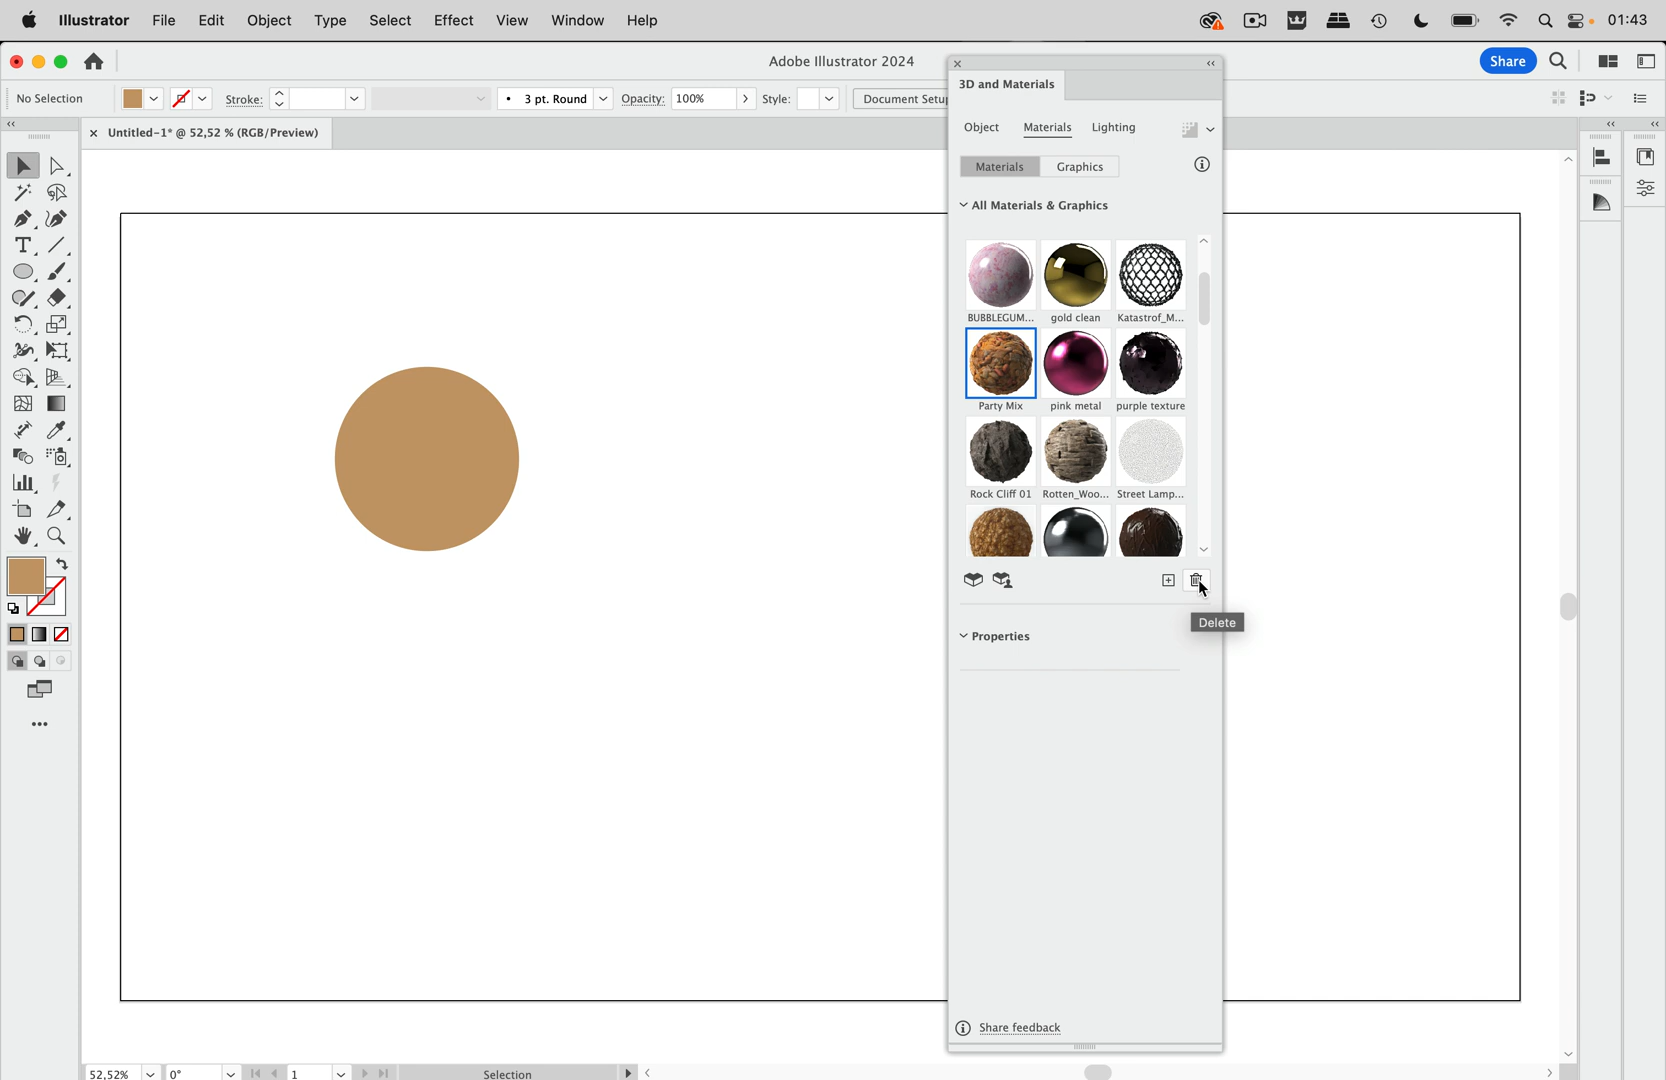 Illustrator File Edit Object Type Select Effect View Window Help 01:43
Adobe Illustrator 2024 Share
No Selection Stroke: 3 pt. Round Opacity: 100% Style: Document Setu
Untitled-1* @ 52,52 % (RGB/Preview)
3D and Materials
Object Materials Lighting
Materials Graphics
All Materials & Graphics
BUBBLEGUM... gold clean Katastrof_M...
Party Mix pink metal purple texture
Rock Cliff 01 Rotten_Woo... Street Lamp...
Delete
Properties
Share feedback
52,52% 0° 1 Selection